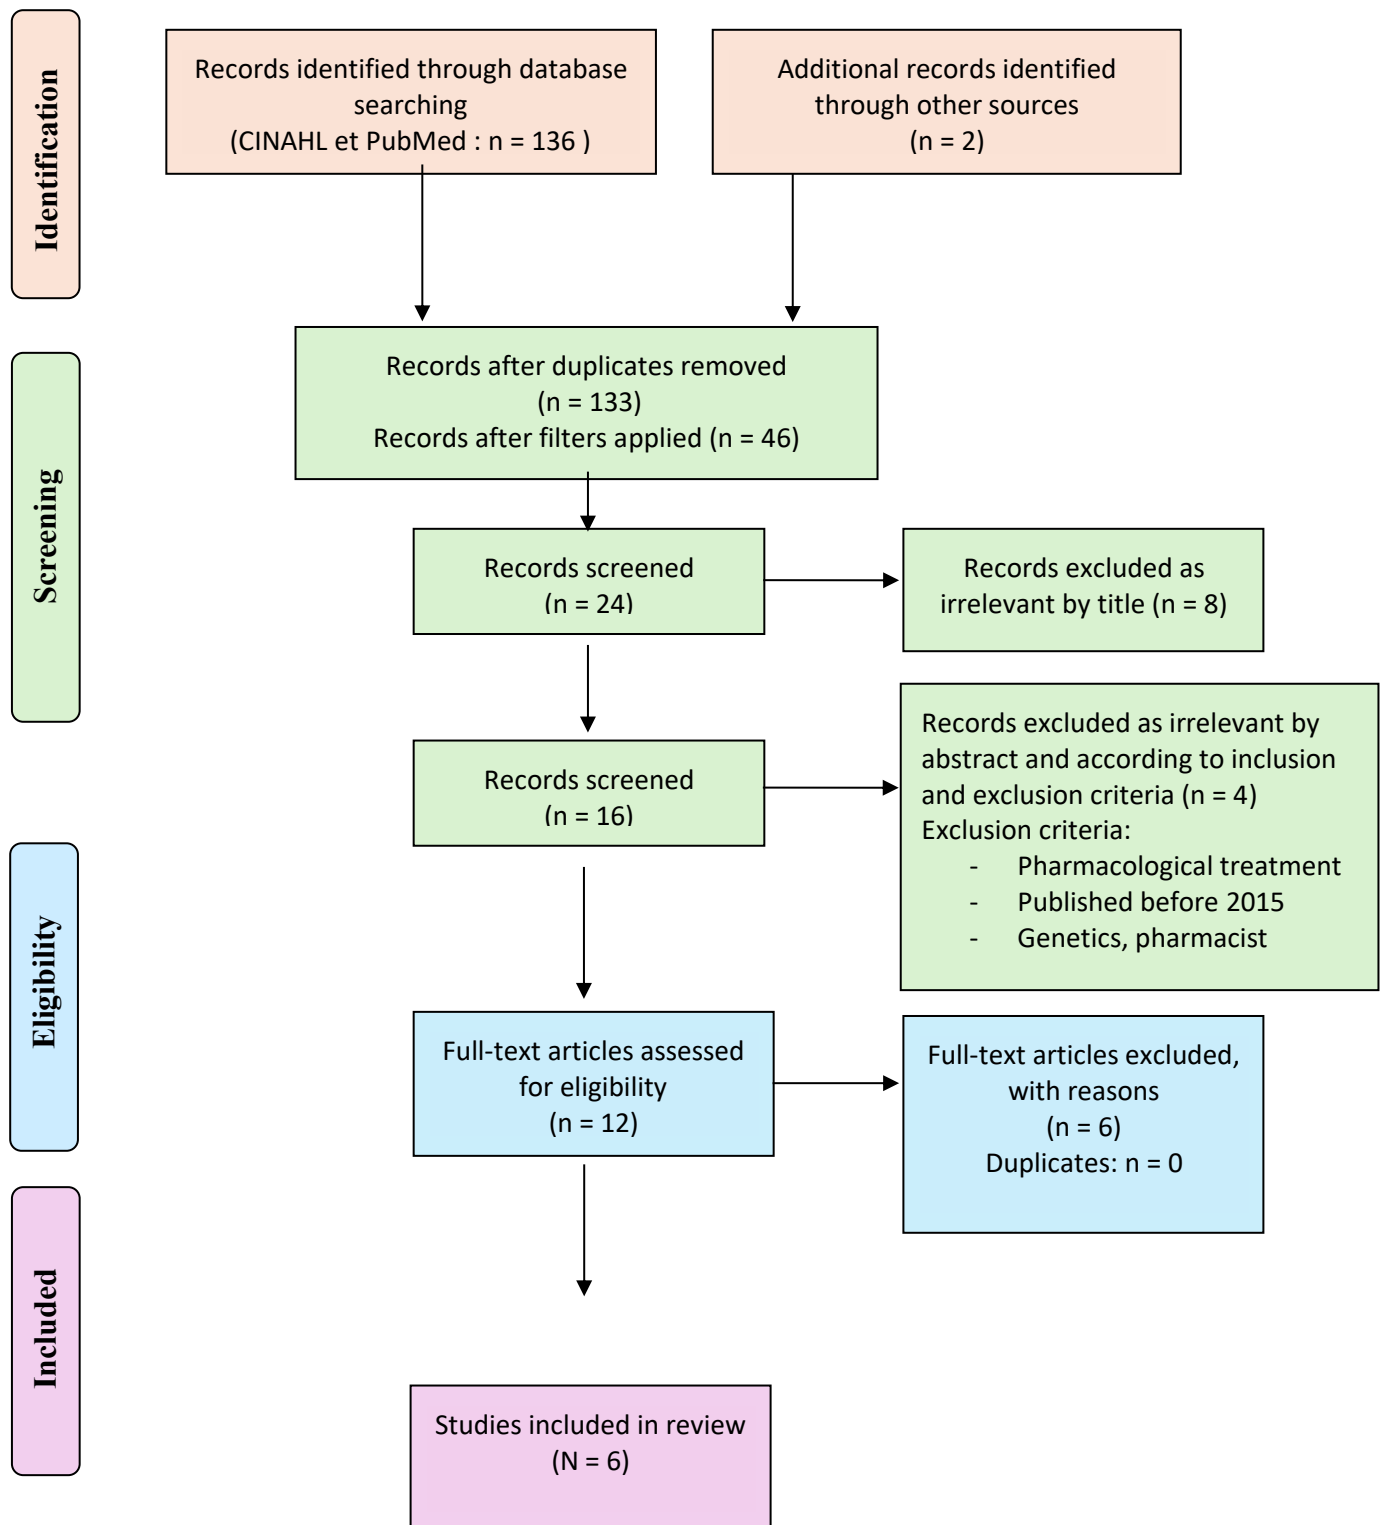 Identification
Records identified through database
searching
(CINAHL et PubMed : n = 136 )
Additional records identified
through other sources
(n = 2)
Screening
Records after duplicates removed
(n = 133)
Records after filters applied (n = 46)
Records screened
(n = 24)
Records excluded as
irrelevant by title (n = 8)
Records screened
(n = 16)
Records excluded as irrelevant by
abstract and according to inclusion
and exclusion criteria (n = 4)
Exclusion criteria:
- Pharmacological treatment
- Published before 2015
- Genetics, pharmacist
Eligibility
Full-text articles assessed
for eligibility
(n = 12)
Full-text articles excluded,
with reasons
(n = 6)
Duplicates: n = 0
Included
Studies included in review
(N = 6)